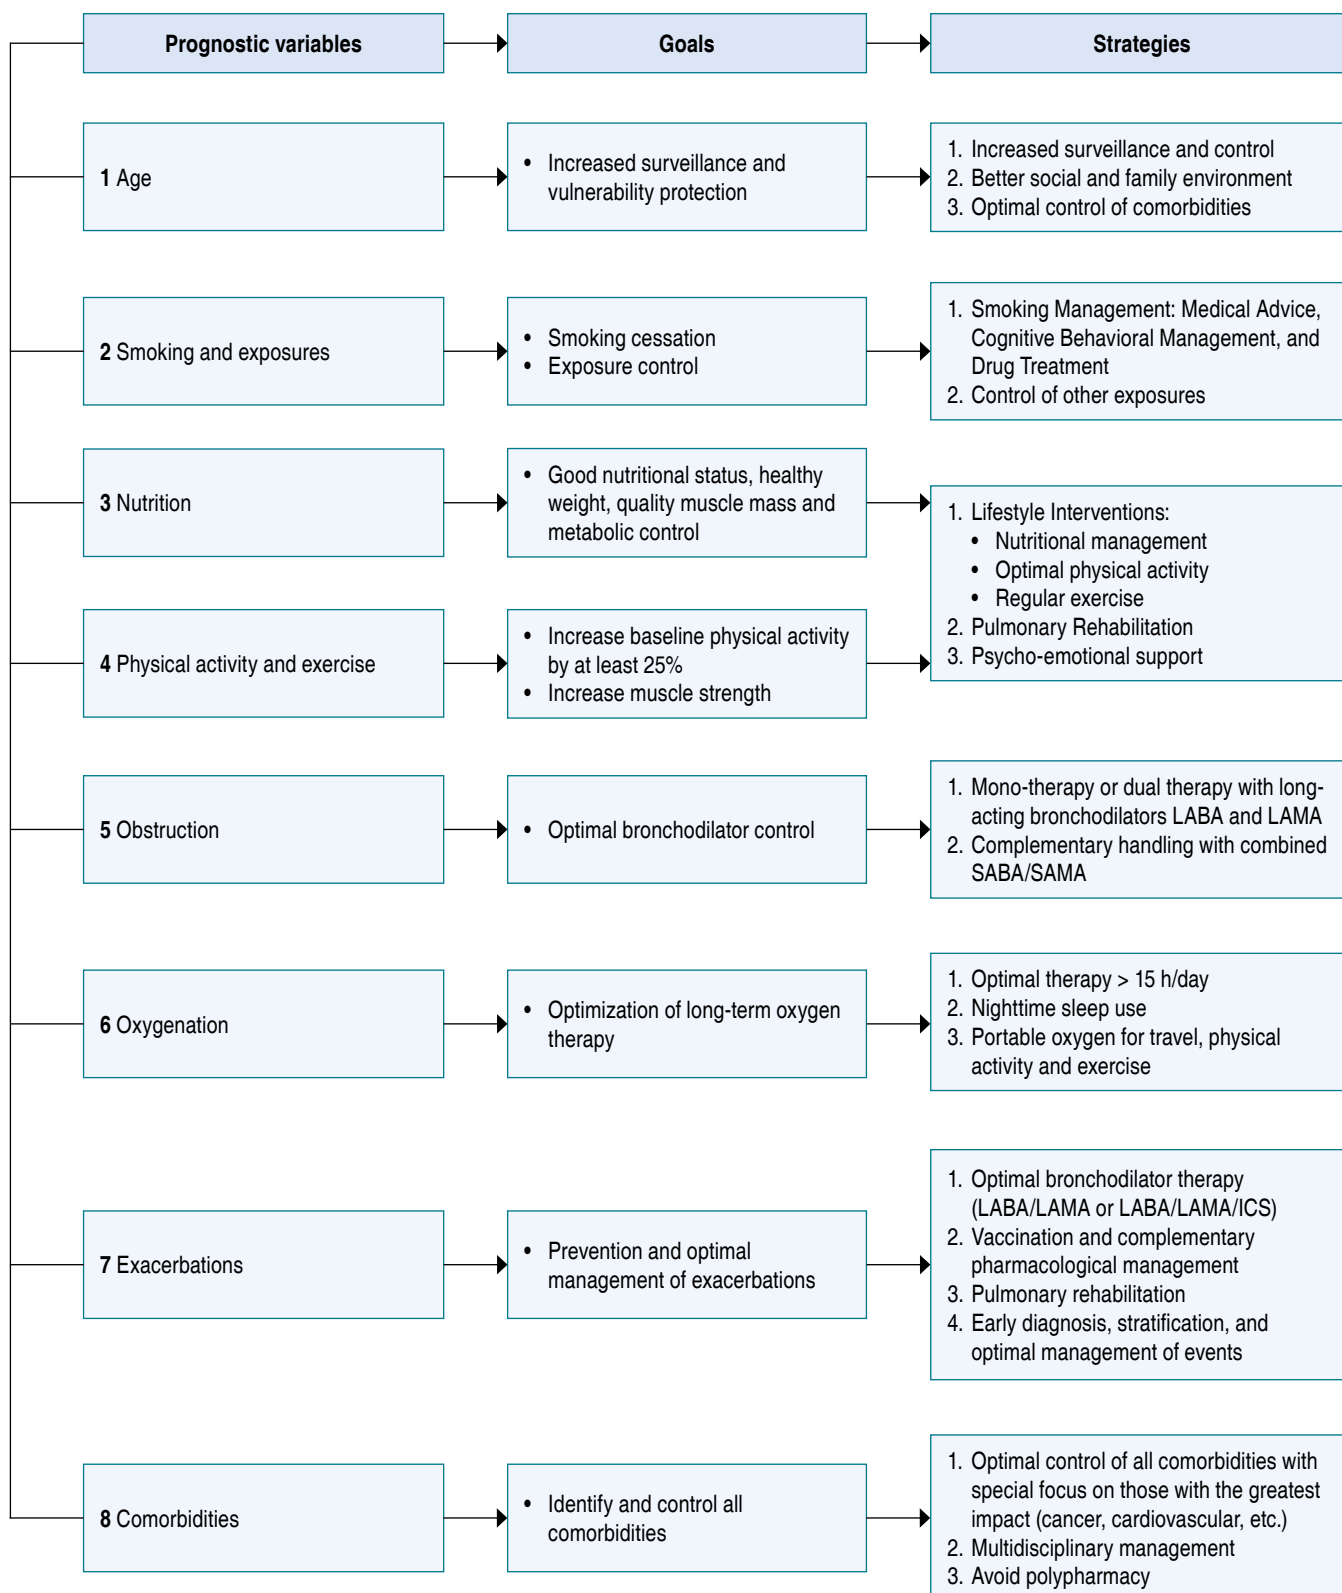 Prognostic variables
Goals
Strategies
1 Age
• Increased surveillance and
vulnerability protection
1. Increased surveillance and control
2. Better social and family environment
3. Optimal control of comorbidities
2 Smoking and exposures
• Smoking cessation
• Exposure control
1. Smoking Management: Medical Advice,
Cognitive Behavioral Management, and
Drug Treatment
2. Control of other exposures
3 Nutrition
• Good nutritional status, healthy
weight, quality muscle mass and
metabolic control
4 Physical activity and exercise
• Increase baseline physical activity
by at least 25%
• Increase muscle strength
1. Lifestyle Interventions:
• Nutritional management
• Optimal physical activity
• Regular exercise
2. Pulmonary Rehabilitation
3. Psycho-emotional support
5 Obstruction
• Optimal bronchodilator control
1. Mono-therapy or dual therapy with long-
acting bronchodilators LABA and LAMA
2. Complementary handling with combined
SABA/SAMA
6 Oxygenation
• Optimization of long-term oxygen
therapy
1. Optimal therapy > 15 h/day
2. Nighttime sleep use
3. Portable oxygen for travel, physical
activity and exercise
7 Exacerbations
• Prevention and optimal
management of exacerbations
1. Optimal bronchodilator therapy
(LABA/LAMA or LABA/LAMA/ICS)
2. Vaccination and complementary
pharmacological management
3. Pulmonary rehabilitation
4. Early diagnosis, stratification, and
optimal management of events
8 Comorbidities
• Identify and control all
comorbidities
1. Optimal control of all comorbidities with
special focus on those with the greatest
impact (cancer, cardiovascular, etc.)
2. Multidisciplinary management
3. Avoid polypharmacy